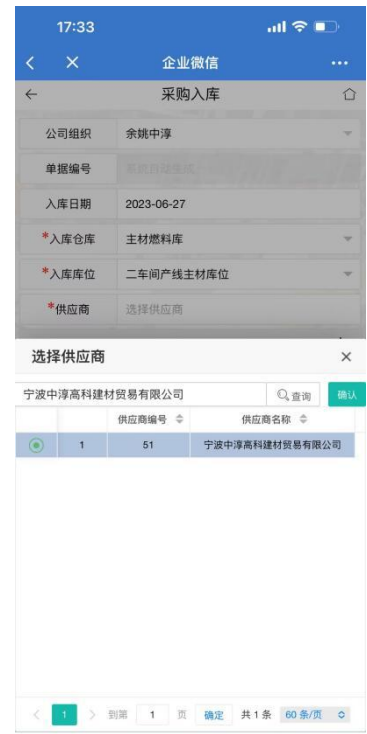 17:33
企业微信
采购入库
公司组织 余姚中淳
单据编号 系统自动生成
入库日期 2023-06-27
*入库仓库 主材燃料库
*入库库位 二车间产线主材库位
*供应商 选择供应商
选择供应商
宁波中淳高科建材贸易有限公司 查询 确认
供应商编号 供应商名称
1 51 宁波中淳高科建材贸易有限公司
1 到第 1 页 确定 共 1 条 60 条/页